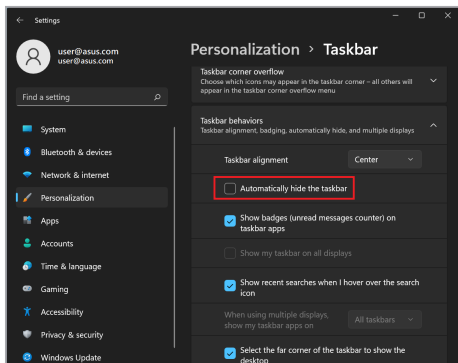 Settings
user@asus.com
user@asus.com
Find a setting
System
Bluetooth & devices
Network & internet
Personalization
Apps
Accounts
Time & language
Gaming
Accessibility
Privacy & security
Windows Update
Personalization > Taskbar
Taskbar corner overflow
Choose which icons may appear in the taskbar corner – all others will
appear in the taskbar corner overflow menu
Taskbar behaviors
Taskbar alignment, badging, automatically hide, and multiple displays
Taskbar alignment
Center
Automatically hide the taskbar
Show badges (unread messages counter) on
taskbar apps
Show my taskbar on all displays
Show recent searches when I hover over the search
icon
When using multiple displays,
show my taskbar apps on
All taskbars
Select the far corner of the taskbar to show the
desktop